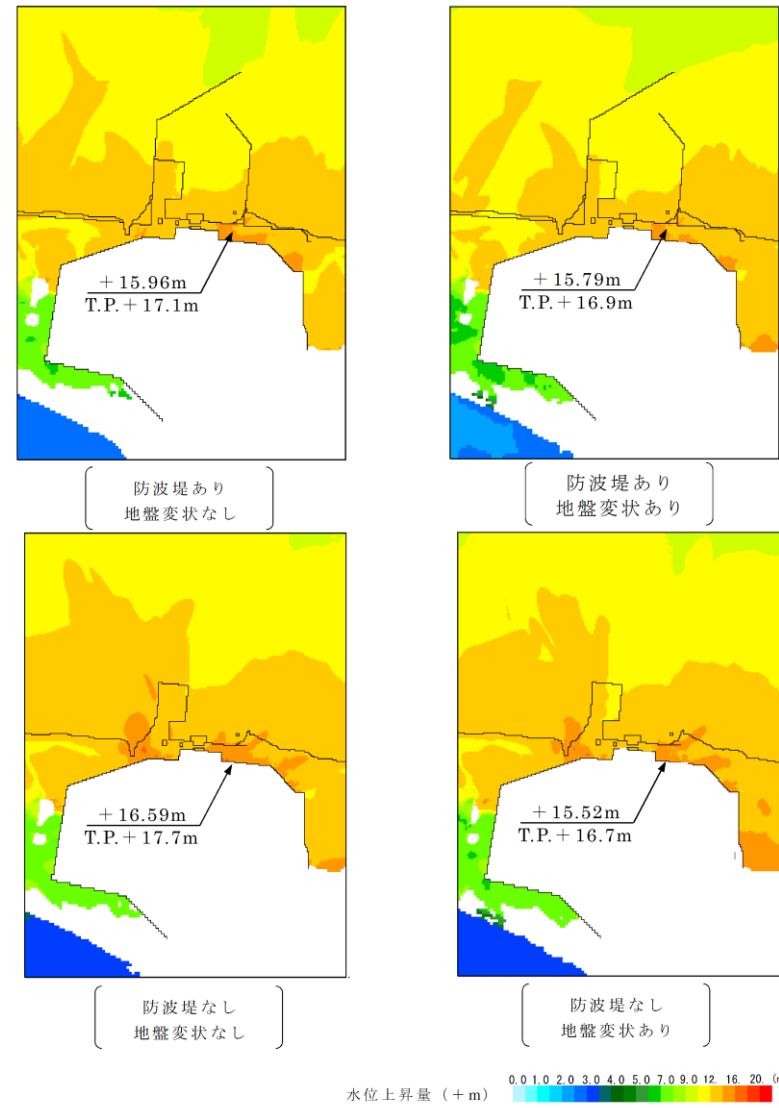 +15.96m
T.P.+17.1m
+15.79m
T.P.+16.9m
防波堤あり
地盤変状なし
防波堤あり
地盤変状あり
+16.59m
T.P.+17.7m
+15.52m
T.P.+16.7m
防波堤なし
地盤変状なし
防波堤なし
地盤変状あり
水位上昇量（+m） 0.0 1.0 2.0 3.0 4.0 5.0 7.0 9.0 12. 16. 20.